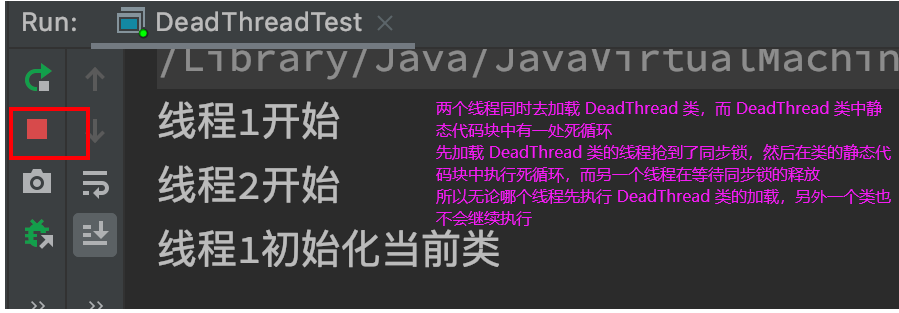 Run: DeadThreadTest
/Library/Java/JavaVirtualMachin
线程1开始
线程2开始
线程1初始化当前类
两个线程同时去加载 DeadThread 类，而 DeadThread 类中静
态代码块中有一处死循环
先加载 DeadThread 类的线程抢到了同步锁，然后在类的静态代
码块中执行死循环，而另一个线程在等待同步锁的释放
所以无论哪个线程先执行 DeadThread 类的加载，另外一个类也
不会继续执行